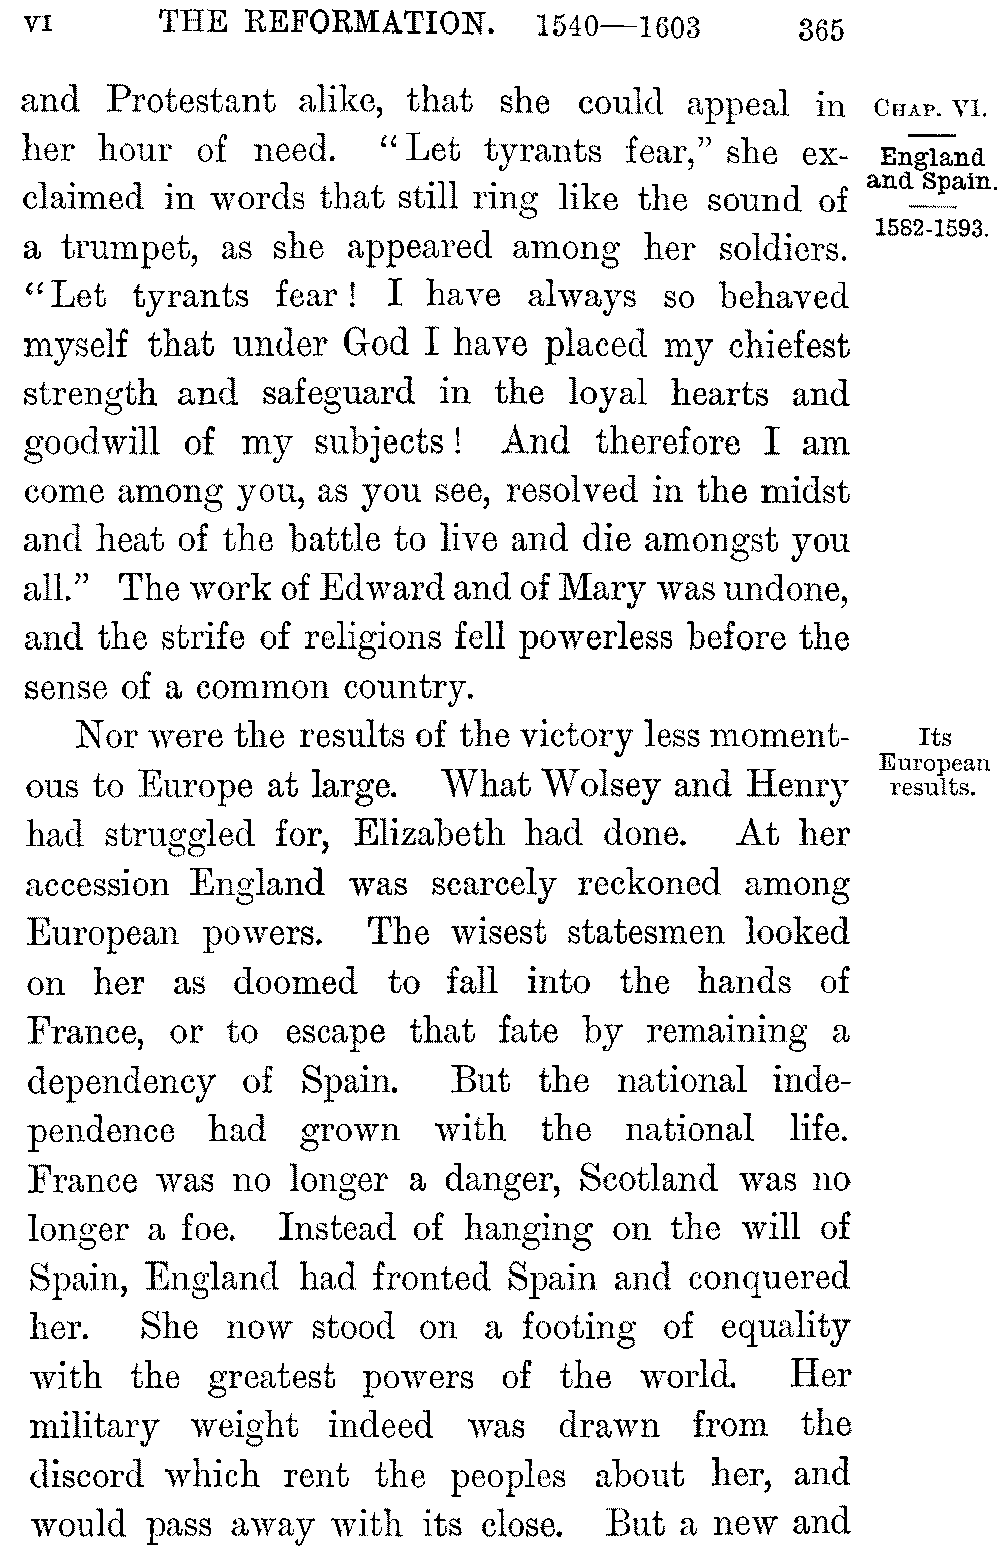 VI THE REFORMATION. 1540—1603 365
and Protestant alike, that she could appeal in
her hour of need. “Let tyrants fear,” she ex-
claimed in words that still ring like the sound of
a trumpet, as she appeared among her soldiers.
“Let tyrants fear! I have always so behaved
myself that under God I have placed my chiefest
strength and safeguard in the loyal hearts and
goodwill of my subjects! And therefore I am
come among you, as you see, resolved in the midst
and heat of the battle to live and die amongst you
all.” The work of Edward and of Mary was undone,
and the strife of religions fell powerless before the
sense of a common country.
CHAP. VI.
England
and Spain.
1582-1593.
Nor were the results of the victory less moment-
ous to Europe at large. What Wolsey and Henry
had struggled for, Elizabeth had done. At her
accession England was scarcely reckoned among
European powers. The wisest statesmen looked
on her as doomed to fall into the hands of
France, or to escape that fate by remaining a
dependency of Spain. But the national inde-
pendence had grown with the national life.
France was no longer a danger, Scotland was no
longer a foe. Instead of hanging on the will of
Spain, England had fronted Spain and conquered
her. She now stood on a footing of equality
with the greatest powers of the world. Her
military weight indeed was drawn from the
discord which rent the peoples about her, and
would pass away with its close. But a new and
Its
European
results.